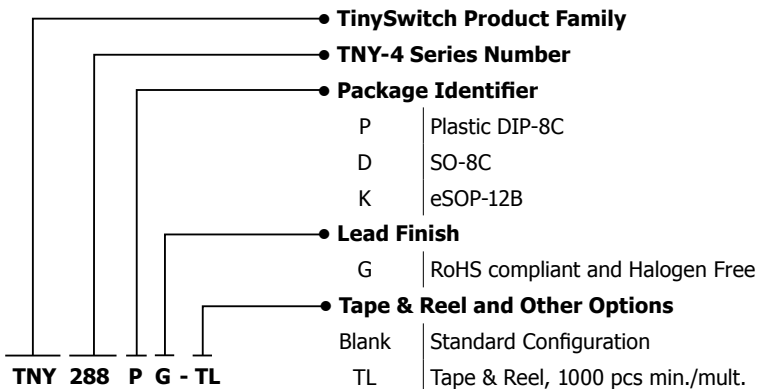 TinySwitch Product Family
TNY-4 Series Number
Package Identifier
P Plastic DIP-8C
D SO-8C
K eSOP-12B
Lead Finish
G RoHS compliant and Halogen Free
Tape & Reel and Other Options
Blank Standard Configuration
TL Tape & Reel, 1000 pcs min./mult.
TNY 288 P G - TL